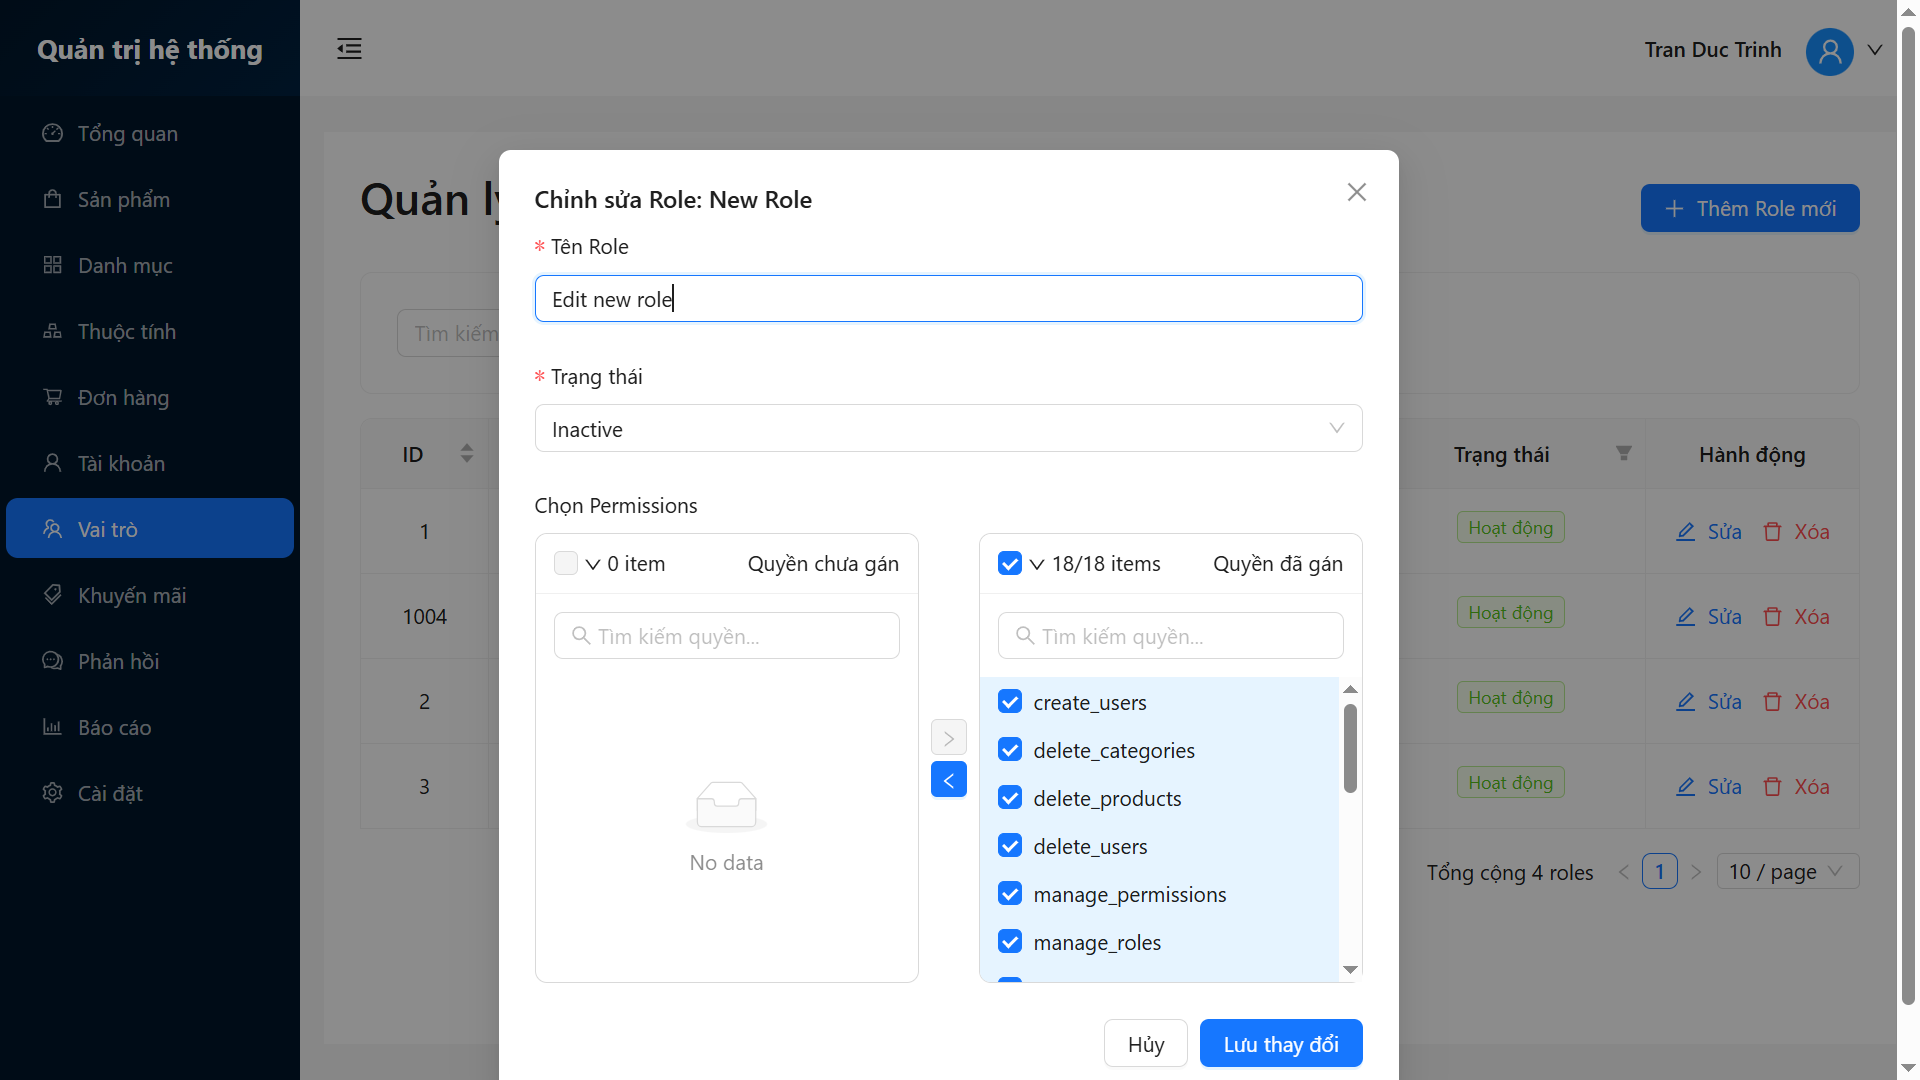 Quản trị hệ thống
Tran Duc Trinh
Tổng quan
Sản phẩm
Danh mục
Thuộc tính
Đơn hàng
Tài khoản
Vai trò
Khuyến mãi
Phản hồi
Báo cáo
Cài đặt
Quản lý
Thêm Role mới
Tìm kiếm
ID
Trạng thái
Hành động
1
Hoạt động
Sửa
Xóa
1004
Hoạt động
Sửa
Xóa
2
Hoạt động
Sửa
Xóa
3
Hoạt động
Sửa
Xóa
Tổng cộng 4 roles
1
10 / page
Chỉnh sửa Role: New Role
* Tên Role
Edit new role
* Trạng thái
Inactive
Chọn Permissions
0 item
Quyền chưa gán
Tìm kiếm quyền...
No data
18/18 items
Quyền đã gán
Tìm kiếm quyền...
create_users
delete_categories
delete_products
delete_users
manage_permissions
manage_roles
Hủy
Lưu thay đổi